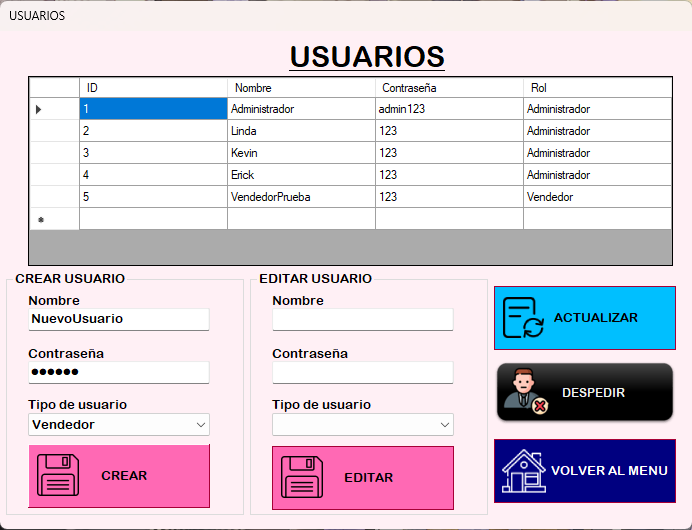 USUARIOS
USUARIOS
ID Nombre Contraseña Rol
1 Administrador admin123 Administrador
2 Linda 123 Administrador
3 Kevin 123 Administrador
4 Erick 123 Administrador
5 VendedorPrueba 123 Vendedor
CREAR USUARIO
Nombre
NuevoUsuario
Contraseña
●●●●●●
Tipo de usuario
Vendedor
CREAR
EDITAR USUARIO
Nombre
Contraseña
Tipo de usuario
EDITAR
ACTUALIZAR
DESPEDIR
VOLVER AL MENU